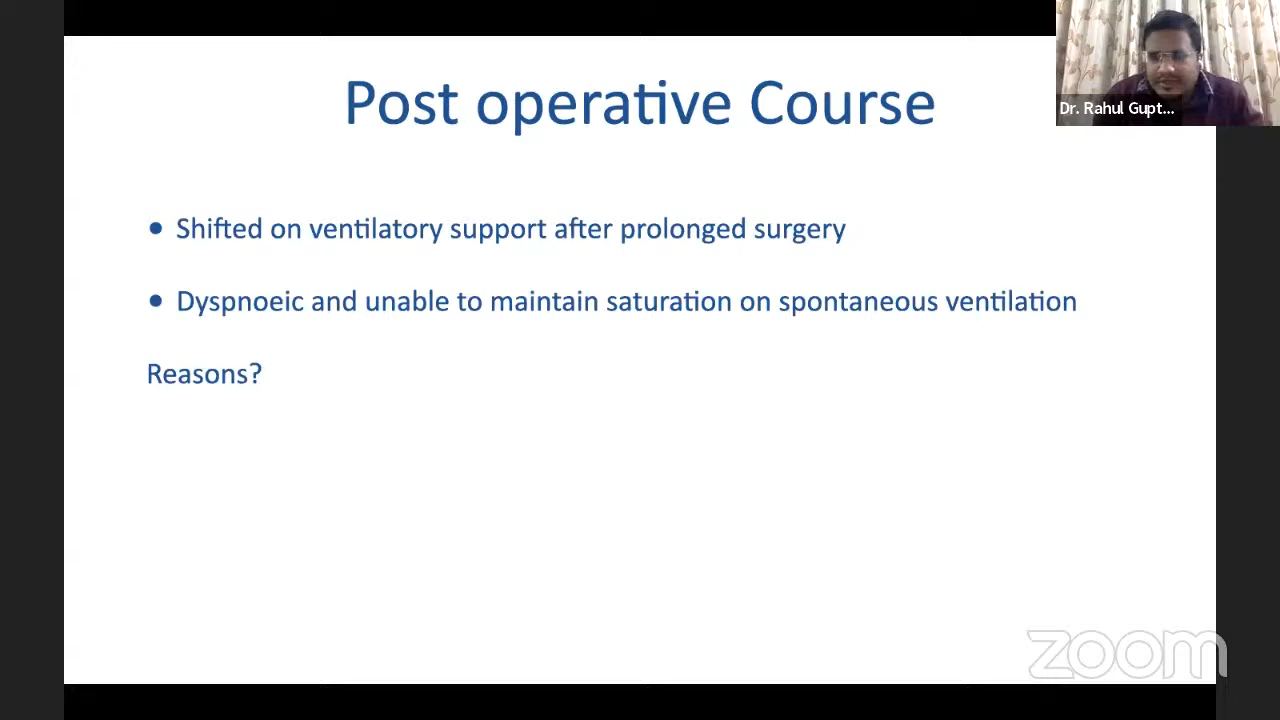 Post operative Course
Dr. Rahul Gupt...
• Shifted on ventilatory support after prolonged surgery
• Dyspnoeic and unable to maintain saturation on spontaneous ventilation
Reasons?
zoom